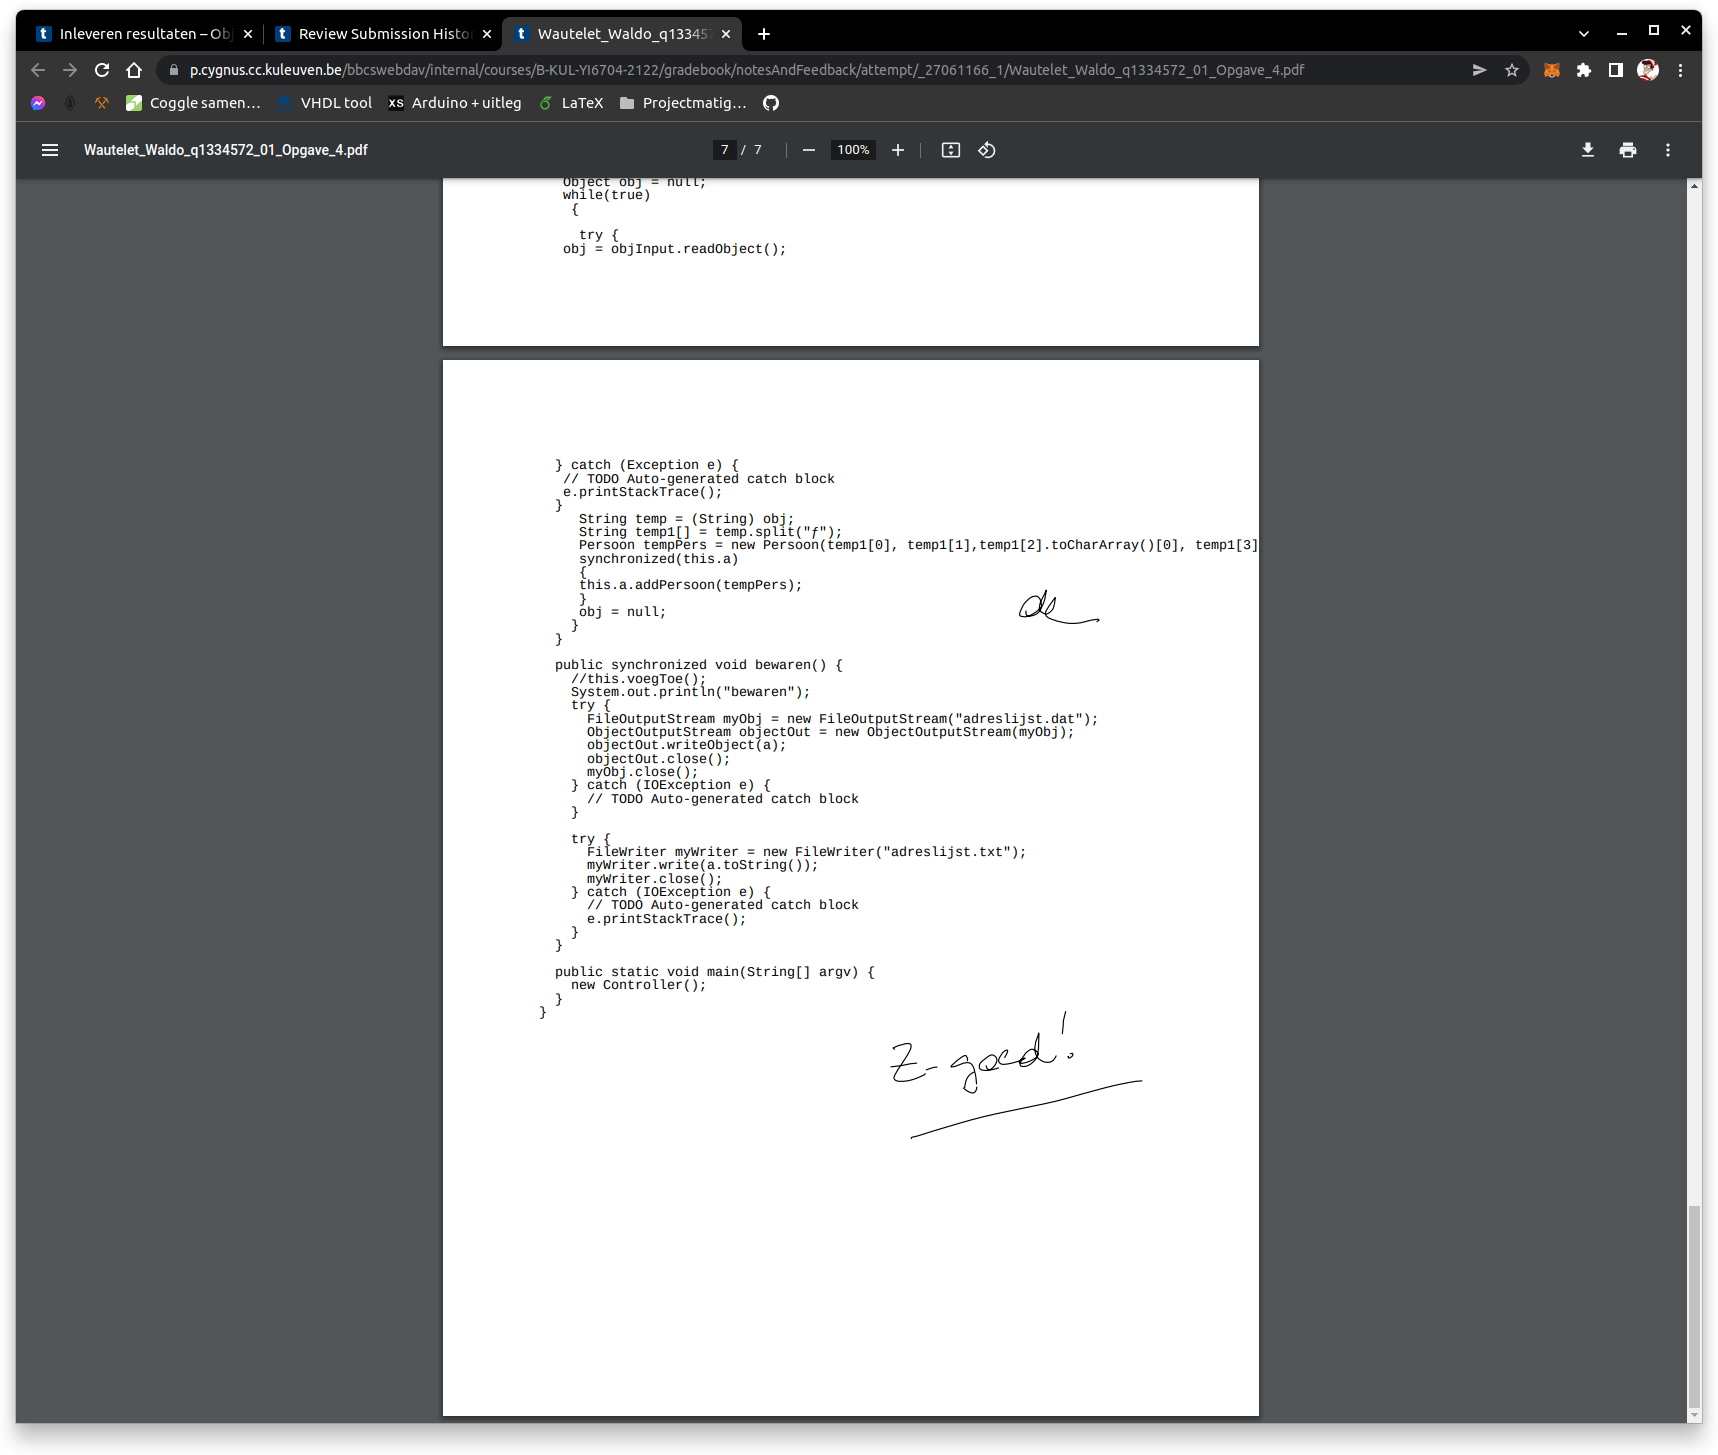 Inleveren resultaten – Obj
Review Submission Histo
Wautelet_Waldo_q13345
p.cygnus.cc.kuleuven.be/bbcswebdav/internal/courses/B-KUL-YI6704-2122/gradebook/notesAndFeedback/attempt/_27061166_1/Wautelet_Waldo_q1334572_01_Opgave_4.pdf
Coggle samen... VHDL tool XS Arduino + uitleg LaTeX Projectmatig...
Wautelet_Waldo_q1334572_01_Opgave_4.pdf 7 / 7 100%
Object obj = null;
while(true)
{
try {
obj = objInput.readObject();
} catch (Exception e) {
// TODO Auto-generated catch block
e.printStackTrace();
}
String temp = (String) obj;
String temp1[] = temp.split("ƒ");
Persoon tempPers = new Persoon(temp1[0], temp1[1],temp1[2].toCharArray()[0], temp1[3]
synchronized(this.a)
{
this.a.addPersoon(tempPers);
}
obj = null;
}
}
public synchronized void bewaren() {
//this.voegToe();
System.out.println("bewaren");
try {
FileOutputStream myObj = new FileOutputStream("adreslijst.dat");
ObjectOutputStream objectOut = new ObjectOutputStream(myObj);
objectOut.writeObject(a);
objectOut.close();
myObj.close();
} catch (IOException e) {
// TODO Auto-generated catch block
}
try {
FileWriter myWriter = new FileWriter("adreslijst.txt");
myWriter.write(a.toString());
myWriter.close();
} catch (IOException e) {
// TODO Auto-generated catch block
e.printStackTrace();
}
}
public static void main(String[] argv) {
new Controller();
}
}
Z-goed!